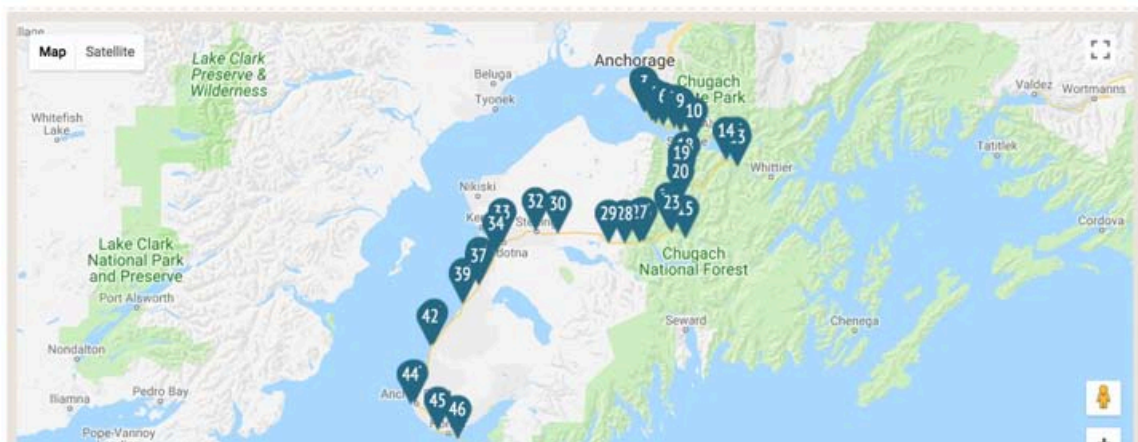 Map
Satellite
Lake Clark
Preserve &
Wilderness
Anchorage
Chugach
Park
Beluga
Tyonek
Valdez
Wortmanns
Whitefish
Lake
Tatitlek
Whittier
Nikiski
Cordova
Lake Clark
National Park
and Preserve
Port Alsworth
Chugach
National Forest
Seward
Chenega
Nondalton
Pedro Bay
Iliamna
Pope-Vannoy
9
10
14
19
20
23
32
30
29
28
27
34
37
39
42
44
45
46